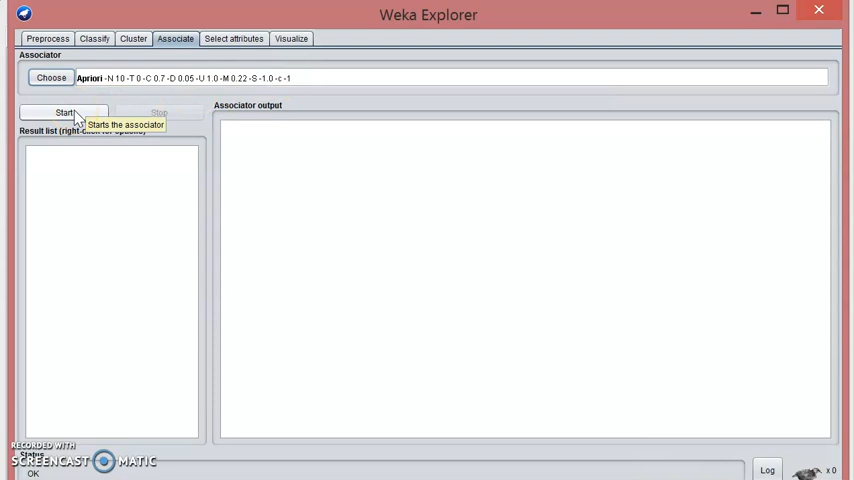 Weka Explorer
Preprocess Classify Cluster Associate Select attributes Visualize
Associator
Choose Apriori -N 10 -T 0 -C 0.7 -D 0.05 -U 1.0 -M 0.22 -S -1.0 -c -1
Start Stop
Starts the associator
Result list (right-click for options)
Associator output
RECORDED WITH
SCREENCAST MATIC
Status
OK
Log
x 0